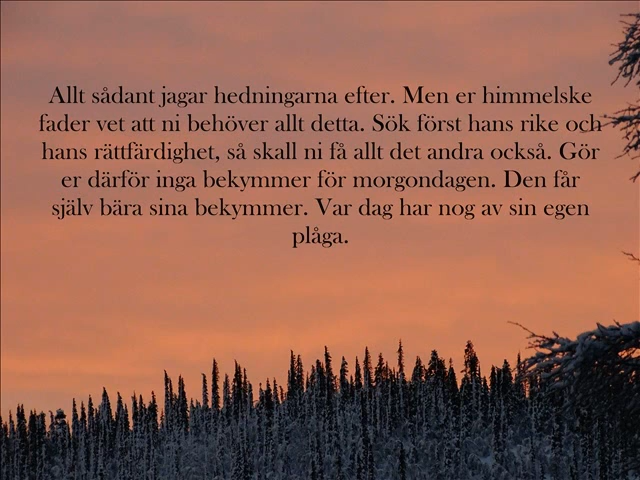 Allt sådant jagar hedningarna efter. Men er himmelske
fader vet att ni behöver allt detta. Sök först hans rike och
hans rättfärdighet, så skall ni få allt det andra också. Gör
er därför inga bekymmer för morgondagen. Den får
själv bära sina bekymmer. Var dag har nog av sin egen
plåga.